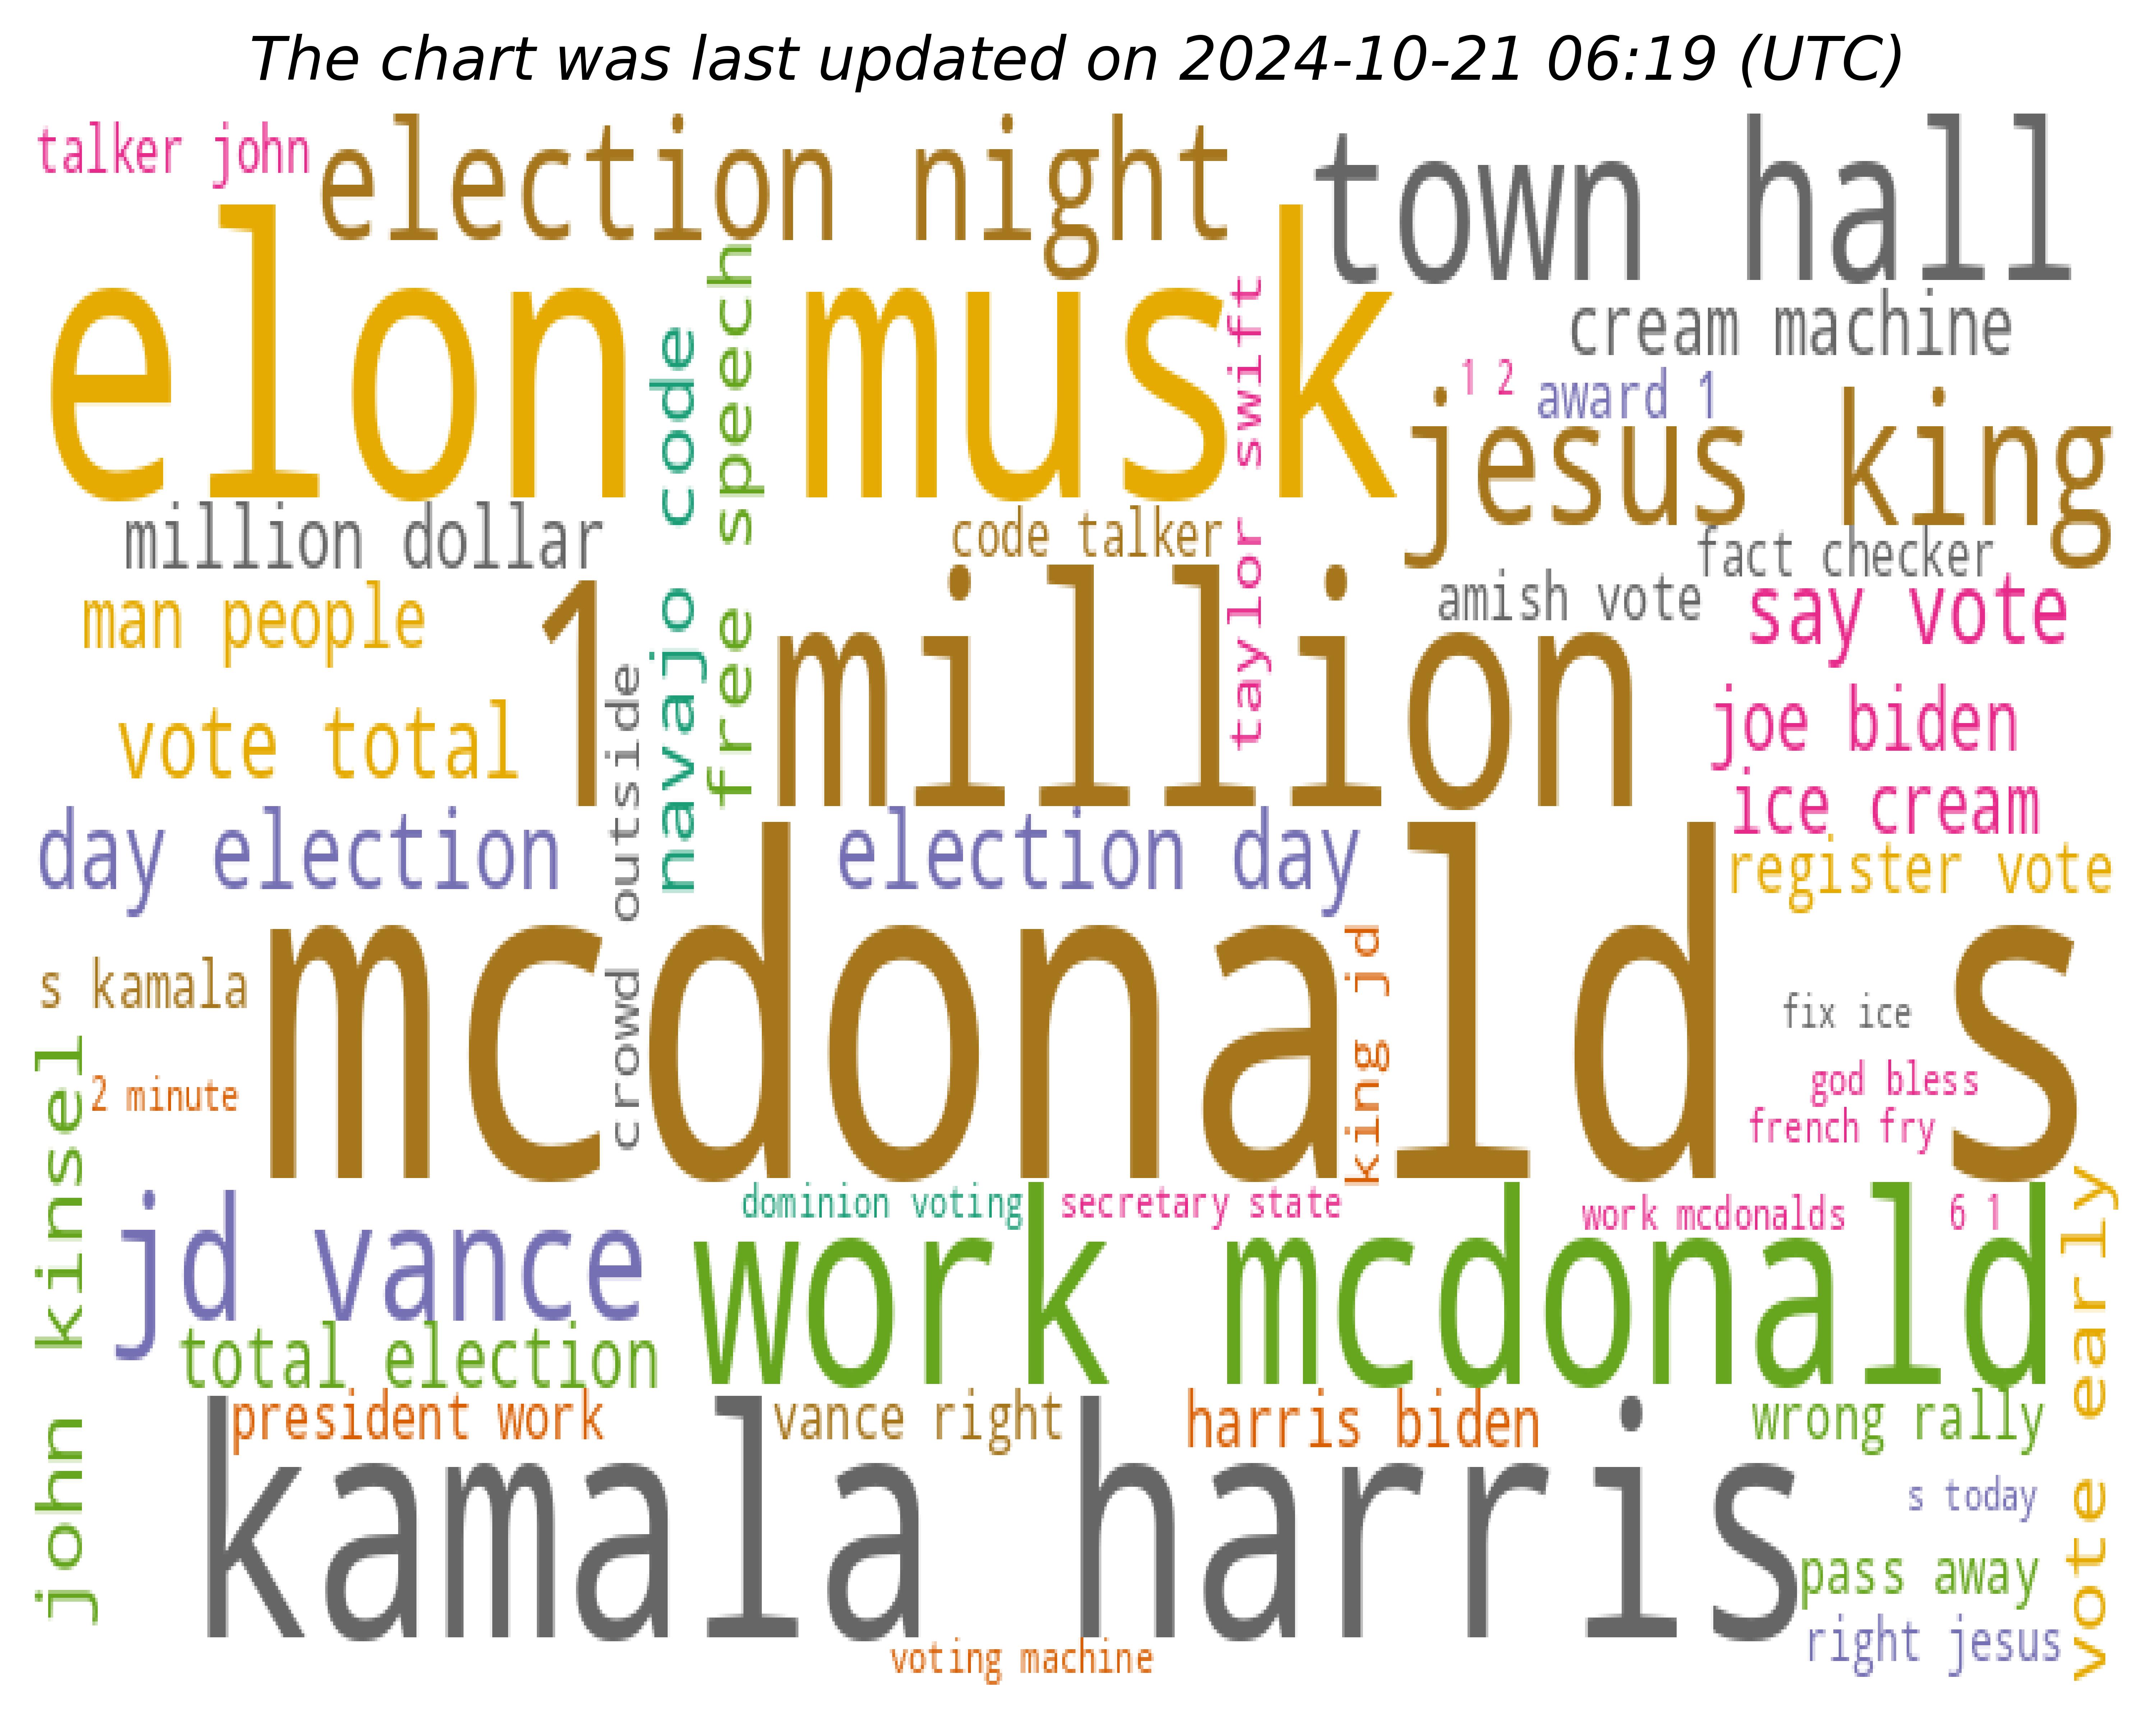 The chart was last updated on 2024-10-21 06:19 (UTC)
talker john
election night
town hall
elon musk
cream machine
1 2
award 1
jesus king
navajo code
free speech
taylor swift
million dollar
code talker
fact checker
amish vote
man people
1 million
say vote
vote total
joe biden
ice cream
day election
election day
register vote
crowd outside
mcdonald s
s kamala
king jd
fix ice
2 minute
god bless
french fry
john kinsel
dominion voting
secretary state
work mcdonalds
6 1
jd vance
work mcdonald
vote early
total election
president work
vance right
harris biden
wrong rally
kamala harris
s today
pass away
right jesus
voting machine